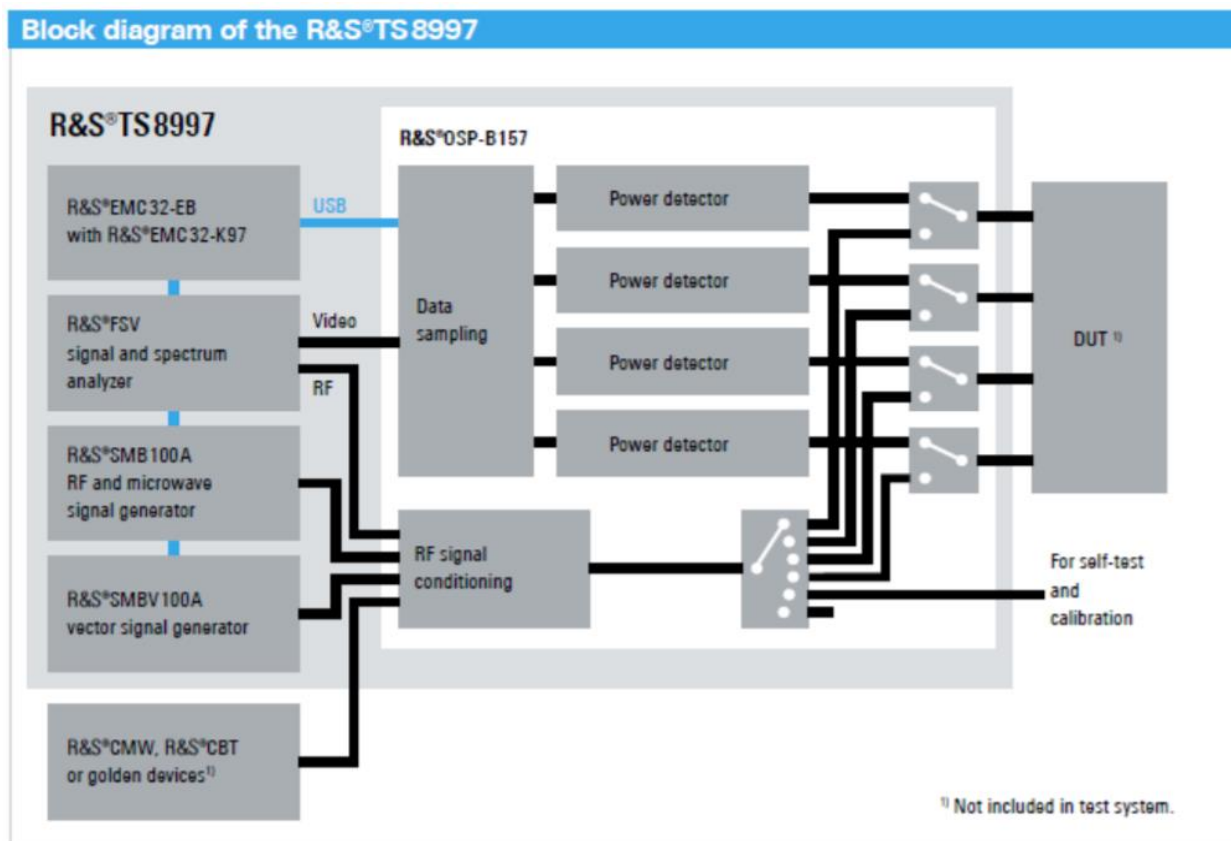 Block diagram of the R&S®TS8997
R&S®TS8997
R&S®OSP-B157
R&S®EMC32-EB
with R&S®EMC32-K97
USB
R&S®FSV
signal and spectrum
analyzer
Video
RF
R&S®SMB100A
RF and microwave
signal generator
R&S®SMBV100A
vector signal generator
R&S®CMW, R&S®CBT
or golden devices¹⁾
Data
sampling
Power detector
Power detector
Power detector
Power detector
RF signal
conditioning
DUT ¹⁾
For self-test
and
calibration
¹⁾ Not included in test system.